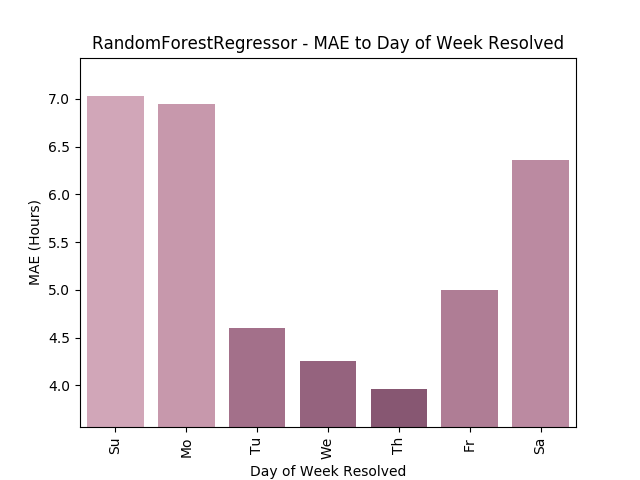 RandomForestRegressor - MAE to Day of Week Resolved
MAE (Hours)
7.0
6.5
6.0
5.5
5.0
4.5
4.0
Su Mo Tu We Th Fr Sa
Day of Week Resolved